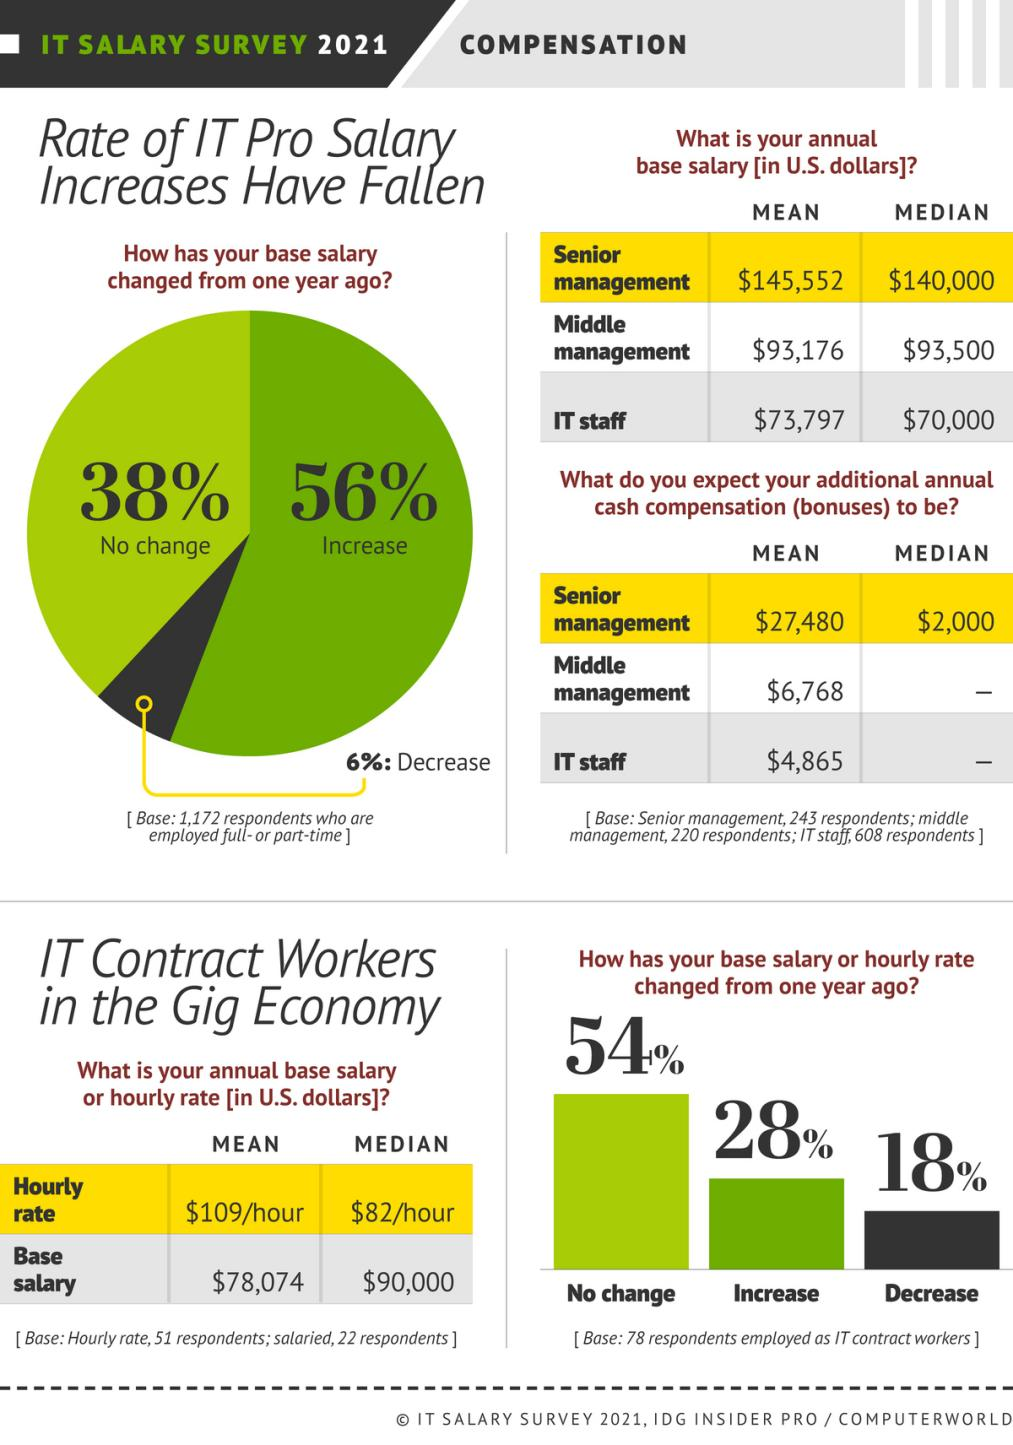 IT SALARY SURVEY 2021
COMPENSATION
Rate of IT Pro Salary
Increases Have Fallen
How has your base salary
changed from one year ago?
38%
No change
56%
Increase
6%: Decrease
[ Base: 1,172 respondents who are
employed full- or part-time ]
What is your annual
base salary [in U.S. dollars]?
MEAN MEDIAN
Senior
management $145,552 $140,000
Middle
management $93,176 $93,500
IT staff $73,797 $70,000
What do you expect your additional annual
cash compensation (bonuses) to be?
MEAN MEDIAN
Senior
management $27,480 $2,000
Middle
management $6,768 —
IT staff $4,865 —
[ Base: Senior management, 243 respondents; middle
management, 220 respondents; IT staff, 608 respondents ]
IT Contract Workers
in the Gig Economy
What is your annual base salary
or hourly rate [in U.S. dollars]?
MEAN MEDIAN
Hourly
rate $109/hour $82/hour
Base
salary $78,074 $90,000
[ Base: Hourly rate, 51 respondents; salaried, 22 respondents ]
How has your base salary or hourly rate
changed from one year ago?
54%
28%
18%
No change Increase Decrease
[ Base: 78 respondents employed as IT contract workers ]
© IT SALARY SURVEY 2021, IDG INSIDER PRO / COMPUTERWORLD